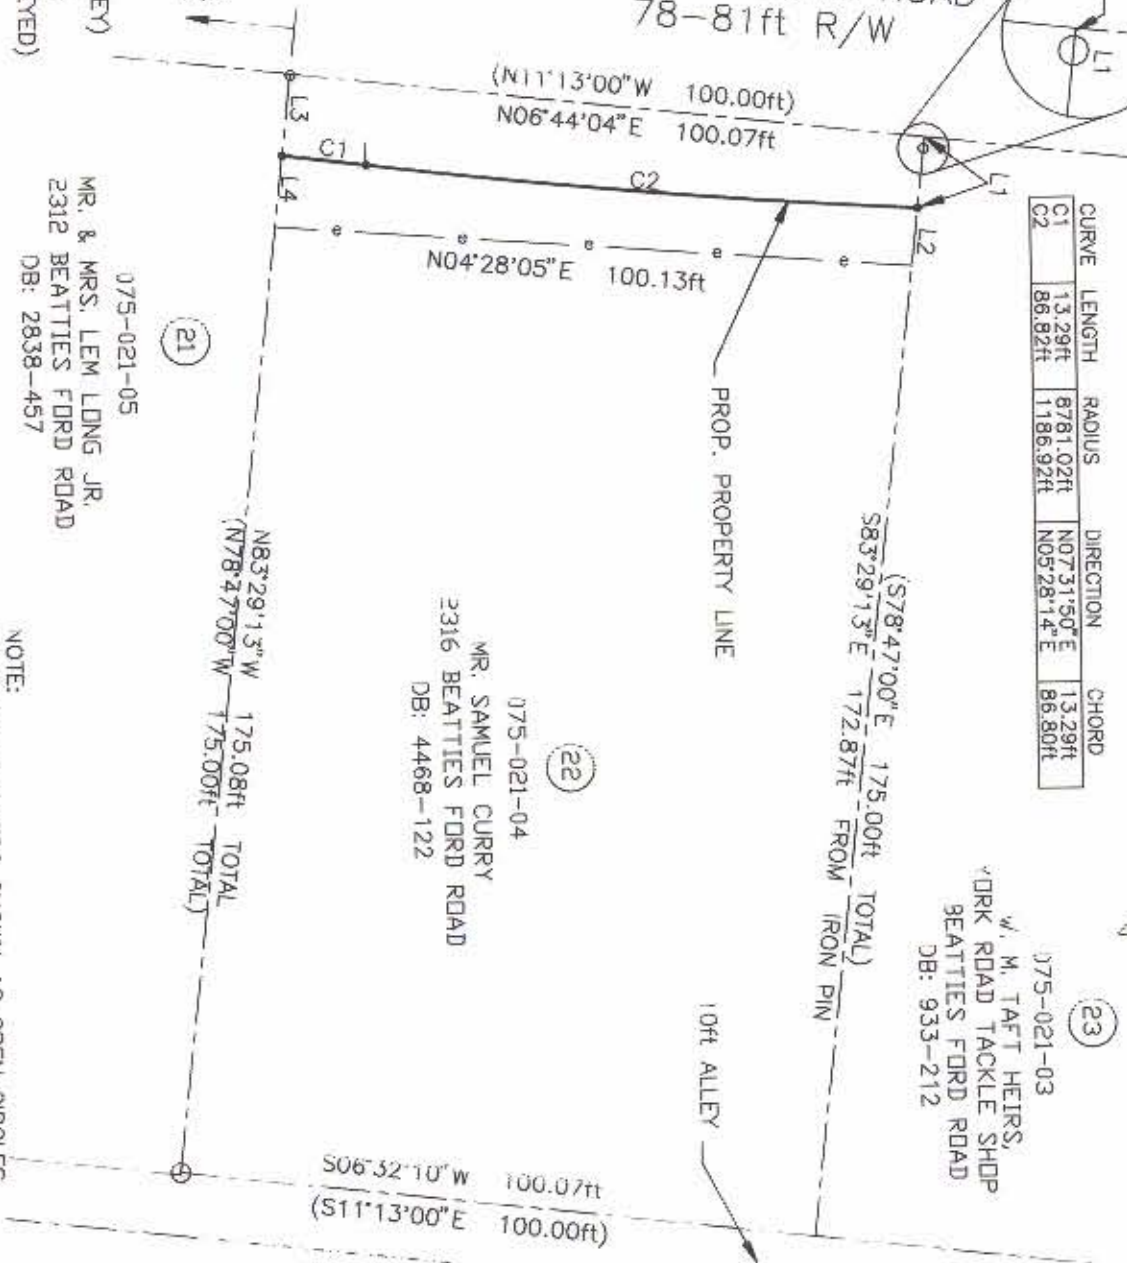 78-81ft R/W
(N11°13'00"W 100.00ft)
N06°44'04"E 100.07ft
L1
L1
L2
L3
L4
C1
C2
e e e e e
N04°28'05"E 100.13ft
PROP. PROPERTY LINE
CURVE LENGTH RADIUS DIRECTION CHORD
C1 13.29ft 8781.02ft N07°31'50"E 13.29ft
C2 86.82ft 1186.92ft N05°28'14"E 86.80ft
(S78°47'00"E 175.00ft TOTAL)
S83°29'13"E 172.87ft FROM IRON PIN
23
075-021-03
W. M. TAFT HEIRS,
YORK ROAD TACKLE SHOP
BEATTIES FORD ROAD
DB: 933-212
22
075-021-04
MR. SAMUEL CURRY
2316 BEATTIES FORD ROAD
DB: 4468-122
21
075-021-05
MR. & MRS. LEM LONG JR.
2312 BEATTIES FORD ROAD
DB: 2838-457
N83°29'13"W 175.08ft TOTAL
(N78°47'00"W 175.00ft TOTAL)
10ft ALLEY
S06°32'10"W 100.07ft
(S11°13'00"E 100.00ft)
NOTE: